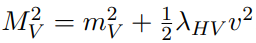 M_V^2 = m_V^2 + \frac{1}{2} \lambda_{HV} v^2